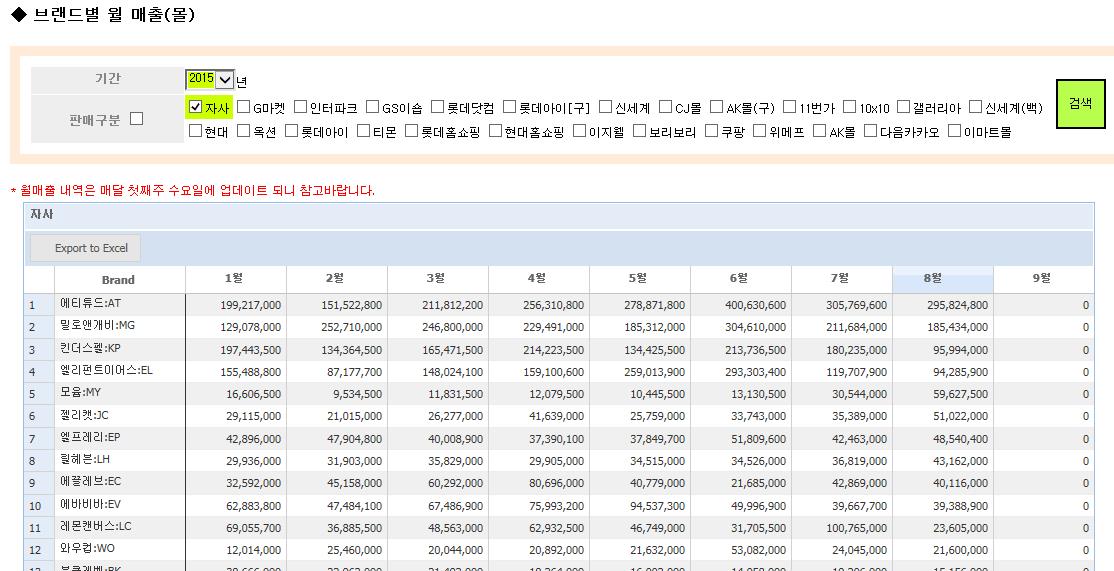 ◆ 브랜드별 월 매출(몰)
기간 2015 년
판매구분 자사 G마켓 인터파크 GS이숍 롯데닷컴 롯데아이[구] 신세계 CJ몰 AK몰(구) 11번가 10x10 갤러리아 신세계(백) 검색
현대 옥션 롯데아이 티몬 롯데홈쇼핑 현대홈쇼핑 이지웰 보리보리 쿠팡 위메프 AK몰 다음카카오 이마트몰
* 월매출 내역은 매달 첫째주 수요일에 업데이트 되니 참고바랍니다.
자사
Export to Excel
Brand 1월 2월 3월 4월 5월 6월 7월 8월 9월
1 에티튜드:AT 199,217,000 151,522,800 211,812,200 256,310,800 278,871,800 400,630,600 305,769,600 295,824,800 0
2 밀로앤개비:MG 129,078,000 252,710,000 246,800,000 229,491,000 185,312,000 304,610,000 211,684,000 185,434,000 0
3 킨더스펠:KP 197,443,500 134,364,500 165,471,500 214,223,500 134,425,500 213,736,500 180,235,000 95,994,000 0
4 엘리펀트이어스:EL 155,488,800 87,177,700 148,024,100 159,100,600 259,013,900 293,303,400 119,707,900 94,285,900 0
5 모윰:MY 16,606,500 9,534,500 11,831,500 12,079,500 10,445,500 13,130,500 30,544,000 59,627,500 0
6 젤리캣:JC 29,115,000 21,015,000 26,277,000 41,639,000 25,759,000 33,743,000 35,389,000 51,022,000 0
7 엘프레리:EP 42,896,000 47,904,800 40,008,900 37,390,100 37,849,700 51,809,600 42,463,000 48,540,400 0
8 릴헤븐:LH 29,936,000 31,903,000 35,829,000 29,905,000 34,515,000 34,526,000 36,819,000 43,162,000 0
9 에끌레브:EC 32,592,000 45,158,000 60,292,000 80,696,000 40,779,000 21,685,000 42,869,000 40,116,000 0
10 에바비바:EV 62,883,800 47,484,100 67,486,900 75,993,200 94,537,300 49,996,900 39,667,700 39,388,900 0
11 레몬캔버스:LC 69,055,700 36,885,500 48,563,000 62,932,500 46,749,000 31,705,500 100,765,000 23,605,000 0
12 와우컵:WO 12,014,000 25,460,000 20,044,000 20,892,000 21,632,000 53,082,000 24,045,000 21,600,000 0